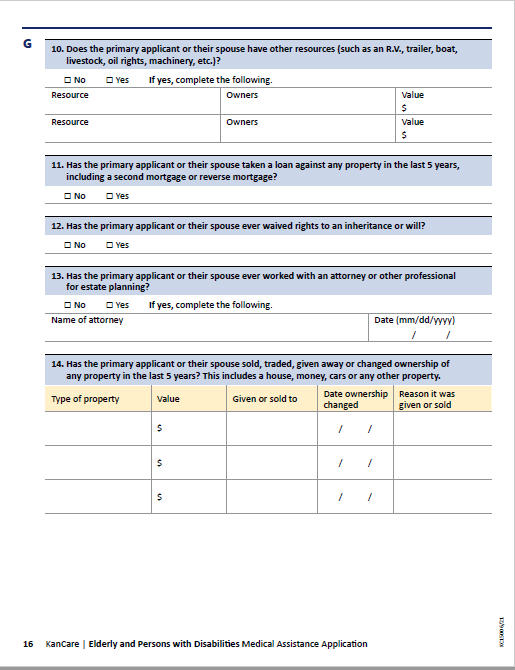 G
10. Does the primary applicant or their spouse have other resources (such as an R.V., trailer, boat,
livestock, oil rights, machinery, etc.)?
□ No □ Yes If yes, complete the following.
Resource Owners Value
$
Resource Owners Value
$
11. Has the primary applicant or their spouse taken a loan against any property in the last 5 years,
including a second mortgage or reverse mortgage?
□ No □ Yes
12. Has the primary applicant or their spouse ever waived rights to an inheritance or will?
□ No □ Yes
13. Has the primary applicant or their spouse ever worked with an attorney or other professional
for estate planning?
□ No □ Yes If yes, complete the following.
Name of attorney Date (mm/dd/yyyy)
/ /
14. Has the primary applicant or their spouse sold, traded, given away or changed ownership of
any property in the last 5 years? This includes a house, money, cars or any other property.
Type of property Value Given or sold to Date ownership Reason it was
changed given or sold
$ / /
$ / /
$ / /
16 KanCare | Elderly and Persons with Disabilities Medical Assistance Application